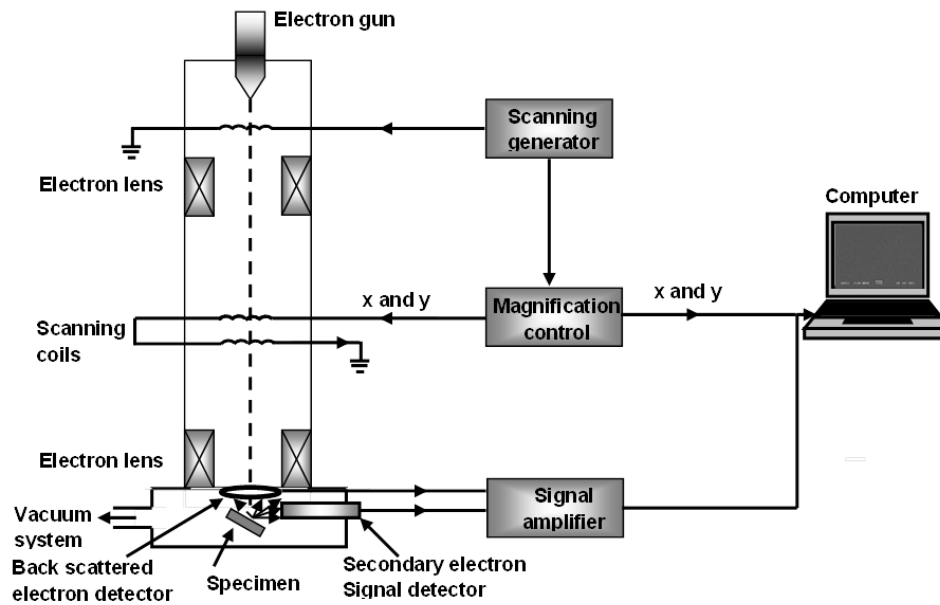 Electron gun
Scanning
generator
Electron lens
Computer
x and y
x and y
Magnification
control
Scanning
coils
Electron lens
Signal
amplifier
Vacuum
system
Back scattered
electron detector
Specimen
Secondary electron
Signal detector